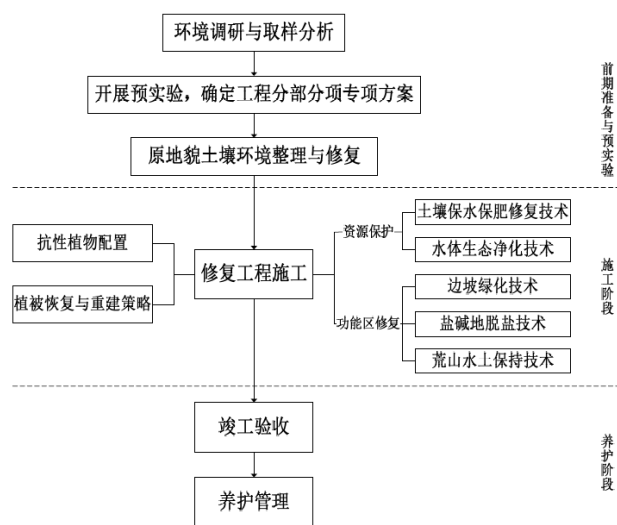 环境调研与取样分析
开展预实验，确定工程分部分项专项方案
原地貌土壤环境整理与修复
前期准备与预实验
抗性植物配置
植被恢复与重建策略
修复工程施工
资源保护
土壤保水保肥修复技术
水体生态净化技术
功能区修复
边坡绿化技术
盐碱地脱盐技术
荒山水土保持技术
施工阶段
竣工验收
养护管理
养护阶段